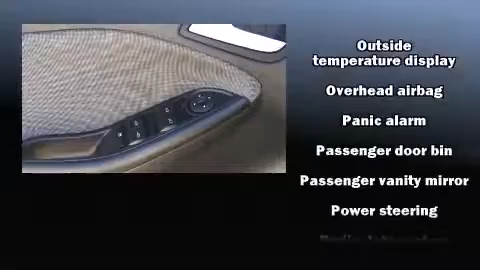 Outside
temperature display
Overhead airbag
Panic alarm
Passenger door bin
Passenger vanity mirror
Power steering